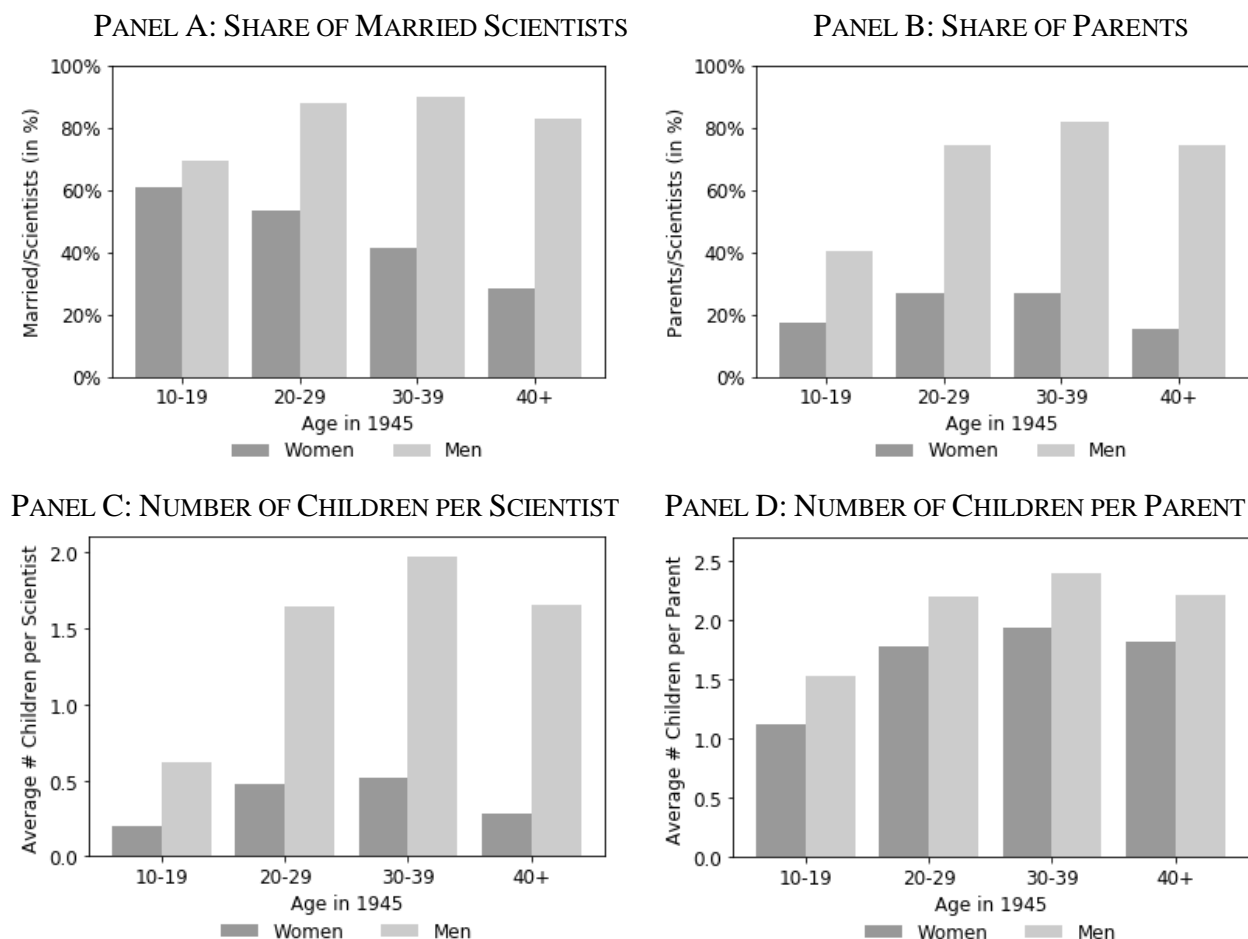 PANEL A: SHARE OF MARRIED SCIENTISTS
100%
80%
60%
40%
20%
0%
Married/Scientists (in %)
10-19 20-29 30-39 40+
Age in 1945
Women Men
PANEL B: SHARE OF PARENTS
100%
80%
60%
40%
20%
0%
Parents/Scientists (in %)
10-19 20-29 30-39 40+
Age in 1945
Women Men
PANEL C: NUMBER OF CHILDREN PER SCIENTIST
2.0
1.5
1.0
0.5
0.0
Average # Children per Scientist
10-19 20-29 30-39 40+
Age in 1945
Women Men
PANEL D: NUMBER OF CHILDREN PER PARENT
2.5
2.0
1.5
1.0
0.5
0.0
Average # Children per Parent
10-19 20-29 30-39 40+
Age in 1945
Women Men